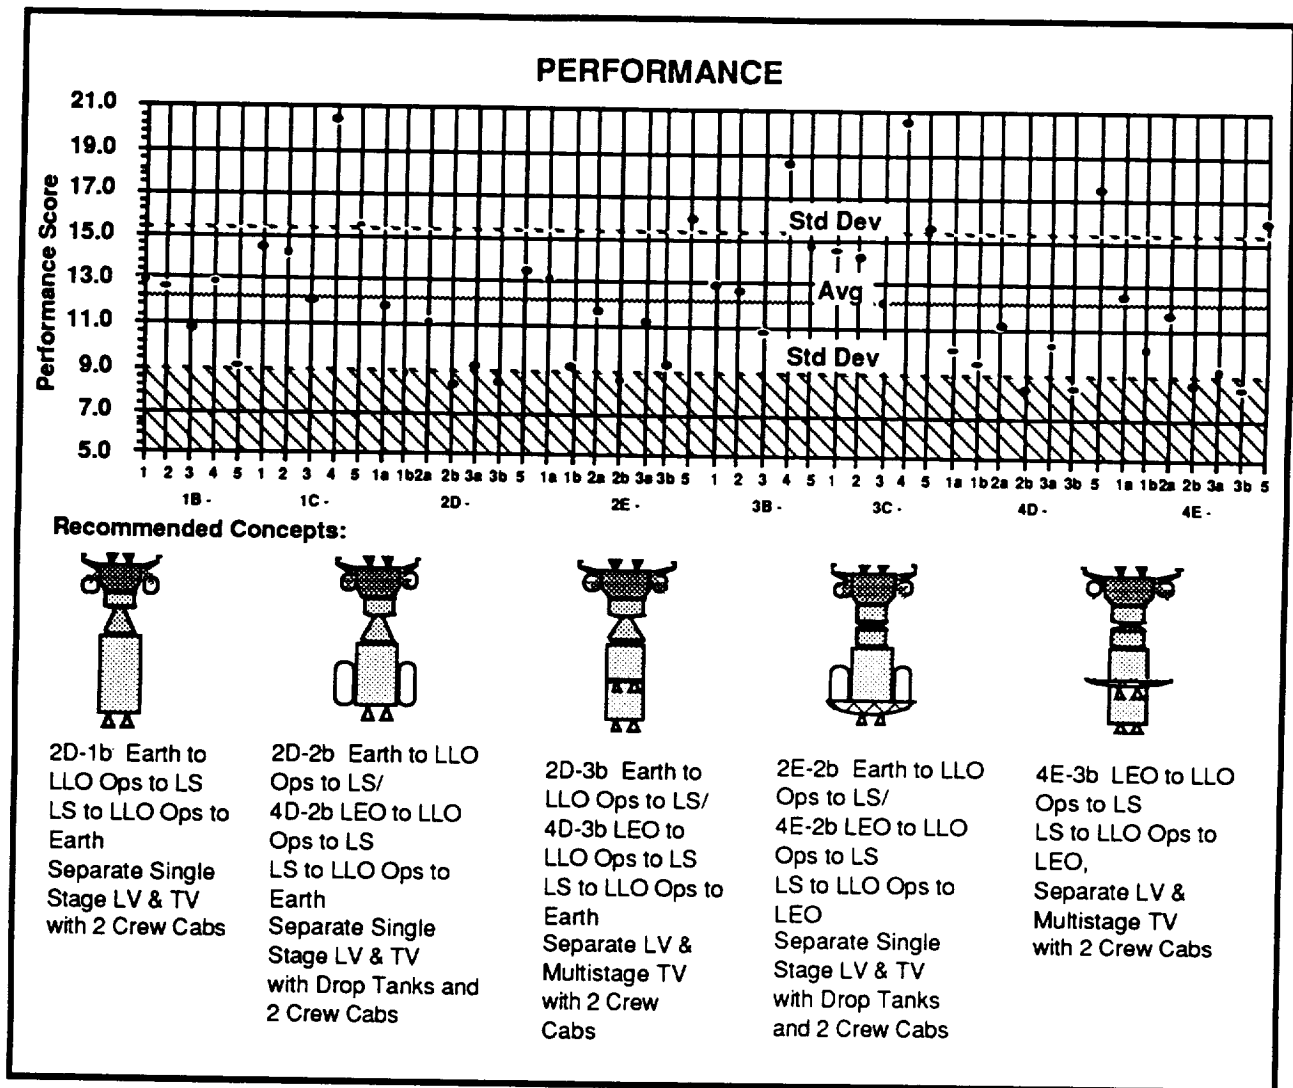 PERFORMANCE
Performance Score
21.0
19.0
17.0
15.0
13.0
11.0
9.0
7.0
5.0
Std Dev
Avg
Std Dev
1 2 3 4 5 1 2 3 4 5 1a 1b 2a 2b 3a 3b 5 1a 1b 2a 2b 3a 3b 5 1 2 3 4 5 1 2 3 4 5 1a 1b 2a 2b 3a 3b 5 1a 1b 2a 2b 3a 3b 5
1B - 1C - 2D - 2E - 3B - 3C - 4D - 4E -
Recommended Concepts:
2D-1b Earth to
LLO Ops to LS
LS to LLO Ops to
Earth
Separate Single
Stage LV & TV
with 2 Crew Cabs
2D-2b Earth to LLO
Ops to LS/
4D-2b LEO to LLO
Ops to LS
LS to LLO Ops to
Earth
Separate Single
Stage LV & TV
with Drop Tanks and
2 Crew Cabs
2D-3b Earth to
LLO Ops to LS/
4D-3b LEO to
LLO Ops to LS
LS to LLO Ops to
Earth
Separate LV &
Multistage TV
with 2 Crew
Cabs
2E-2b Earth to LLO
Ops to LS/
4E-2b LEO to LLO
Ops to LS
LS to LLO Ops to
LEO
Separate Single
Stage LV & TV
with Drop Tanks
and 2 Crew Cabs
4E-3b LEO to LLO
Ops to LS
LS to LLO Ops to
LEO,
Separate LV &
Multistage TV
with 2 Crew Cabs